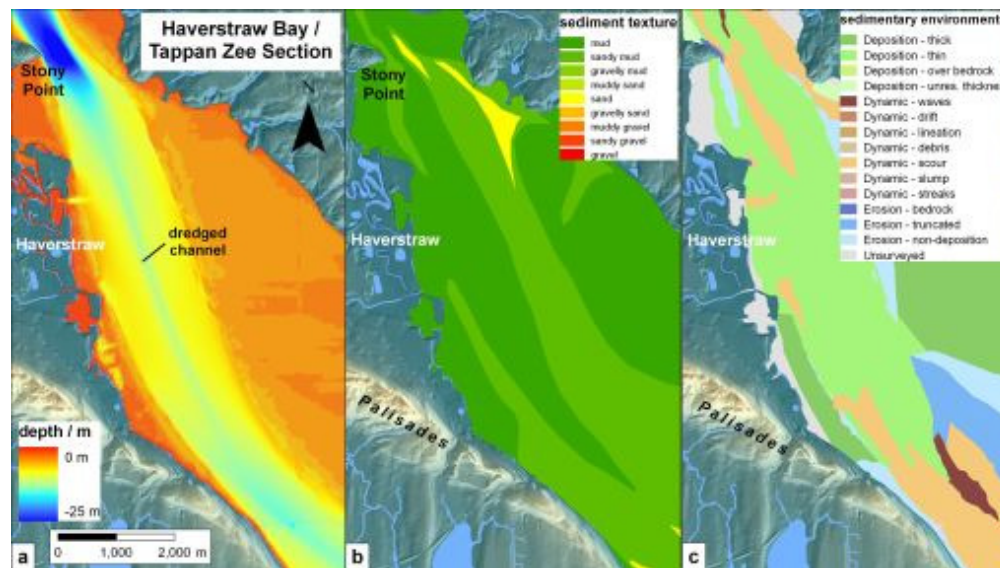 Haverstraw Bay /
Tappan Zee Section
Stony
Point
N
Haverstraw
dredged
channel
depth / m
0 m
-25 m
0 1,000 2,000 m
a
sediment texture
mud
sandy mud
gravelly mud
muddy sand
sand
gravelly sand
muddy gravel
sandy gravel
gravel
Stony
Point
Haverstraw
Palisades
b
sedimentary environment
Deposition - thick
Deposition - thin
Deposition - over bedrock
Deposition - unres. thickne
Dynamic - waves
Dynamic - drift
Dynamic - lineation
Dynamic - debris
Dynamic - scour
Dynamic - slump
Dynamic - streaks
Erosion - bedrock
Erosion - truncated
Erosion - non-deposition
Unsurveyed
Haverstraw
Palisades
c